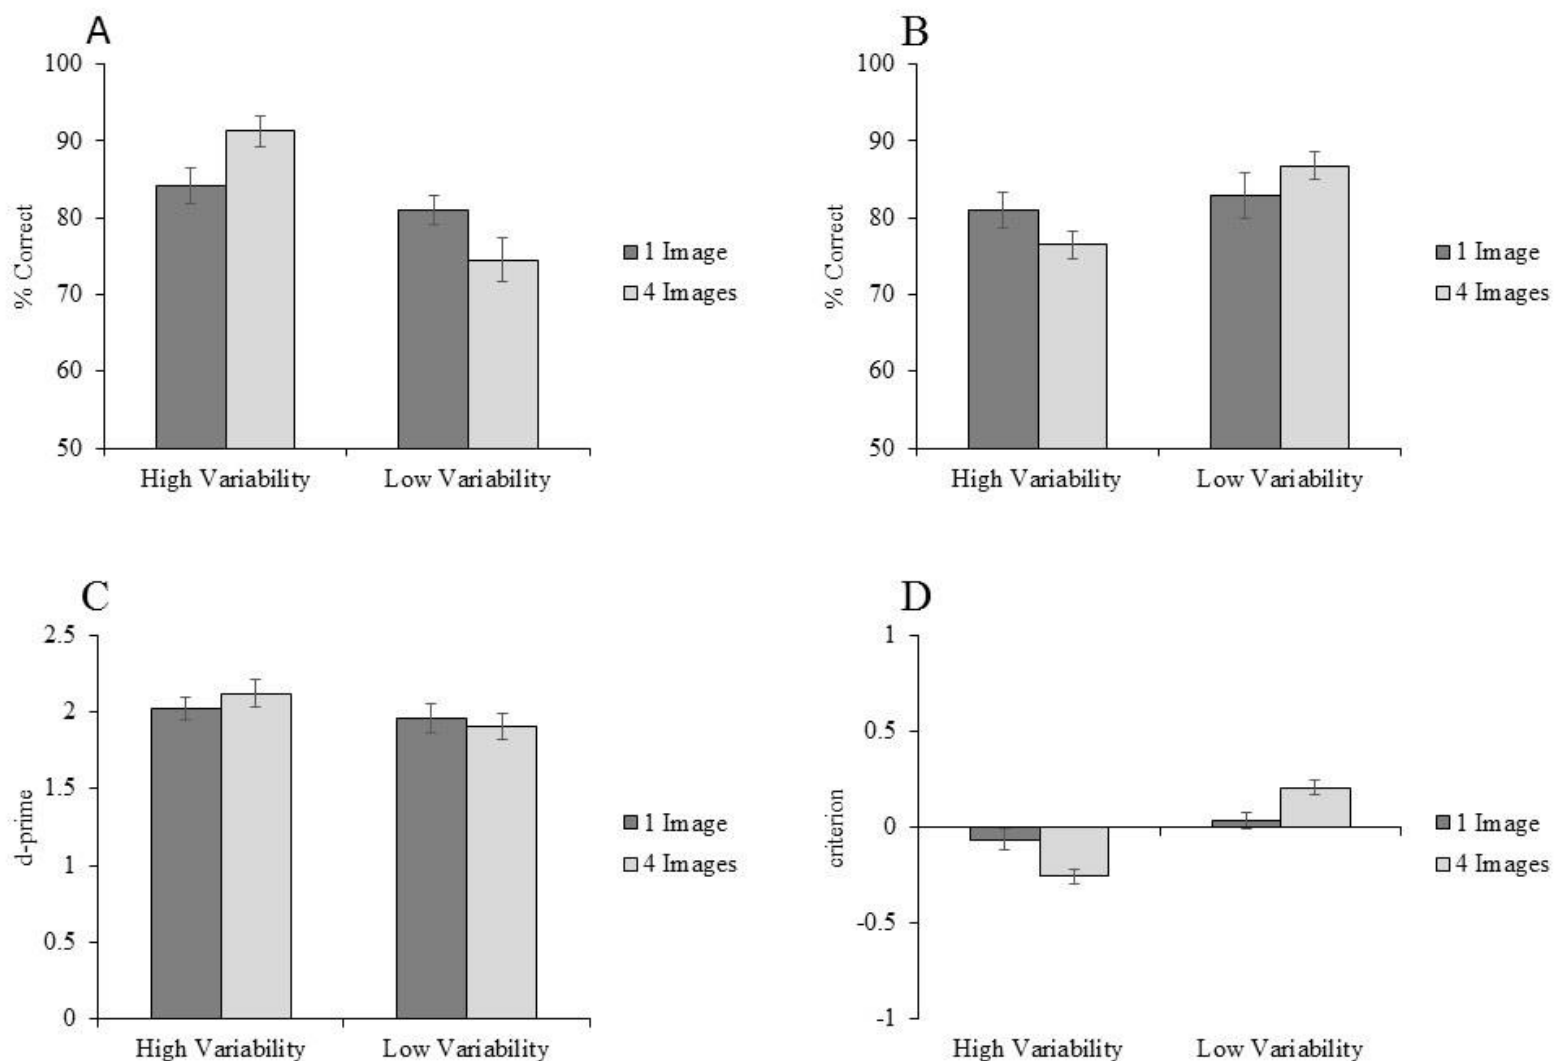 A
100
90
80
70
60
50
% Correct
High Variability
Low Variability
1 Image
4 Images
B
100
90
80
70
60
50
% Correct
High Variability
Low Variability
1 Image
4 Images
C
2.5
2
1.5
1
0.5
0
d-prime
High Variability
Low Variability
1 Image
4 Images
D
1
0.5
0
-0.5
-1
criterion
High Variability
Low Variability
1 Image
4 Images